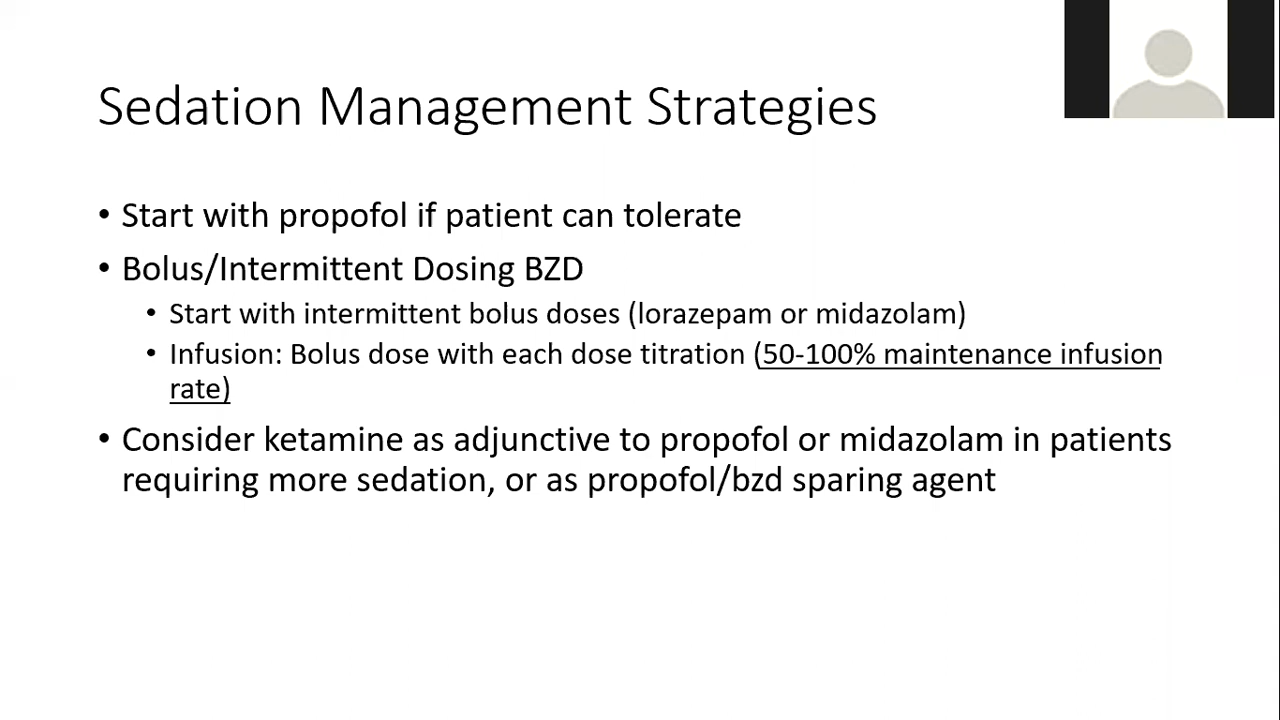 Sedation Management Strategies
• Start with propofol if patient can tolerate
• Bolus/Intermittent Dosing BZD
• Start with intermittent bolus doses (lorazepam or midazolam)
• Infusion: Bolus dose with each dose titration (50-100% maintenance infusion
rate)
• Consider ketamine as adjunctive to propofol or midazolam in patients
requiring more sedation, or as propofol/bzd sparing agent